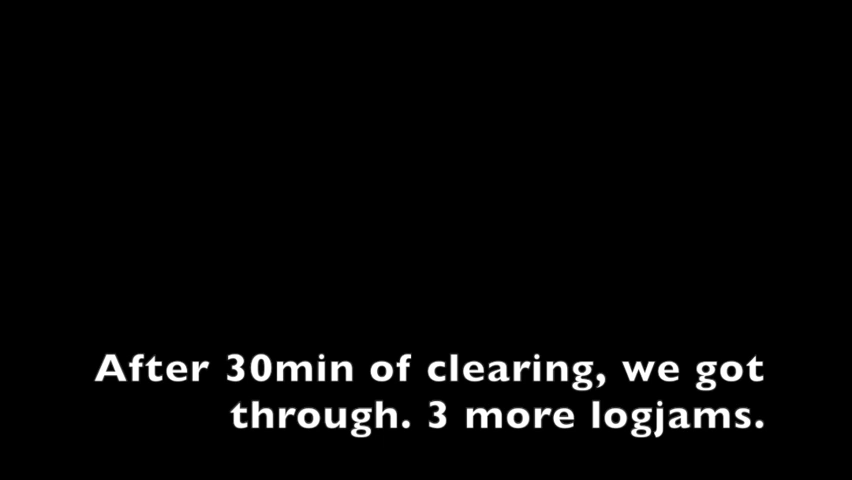 After 30min of clearing, we got
through. 3 more logjams.